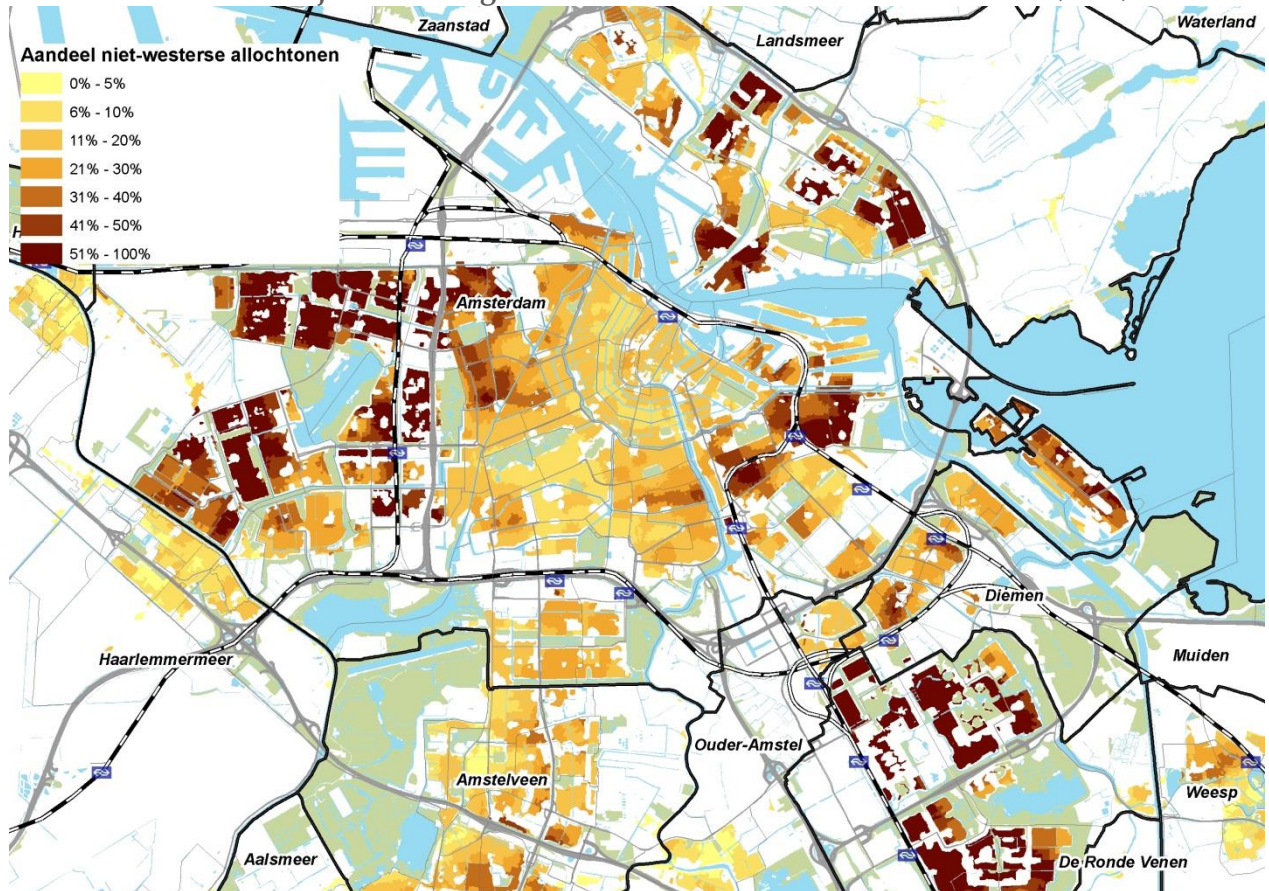 Zaanstad
Landsmeer
Waterland
Aandeel niet-westerse allochtonen
0% - 5%
6% - 10%
11% - 20%
21% - 30%
31% - 40%
41% - 50%
51% - 100%
Amsterdam
Diemen
Haarlemmermeer
Muiden
Ouder-Amstel
Amstelveen
Weesp
Aalsmeer
De Ronde Venen